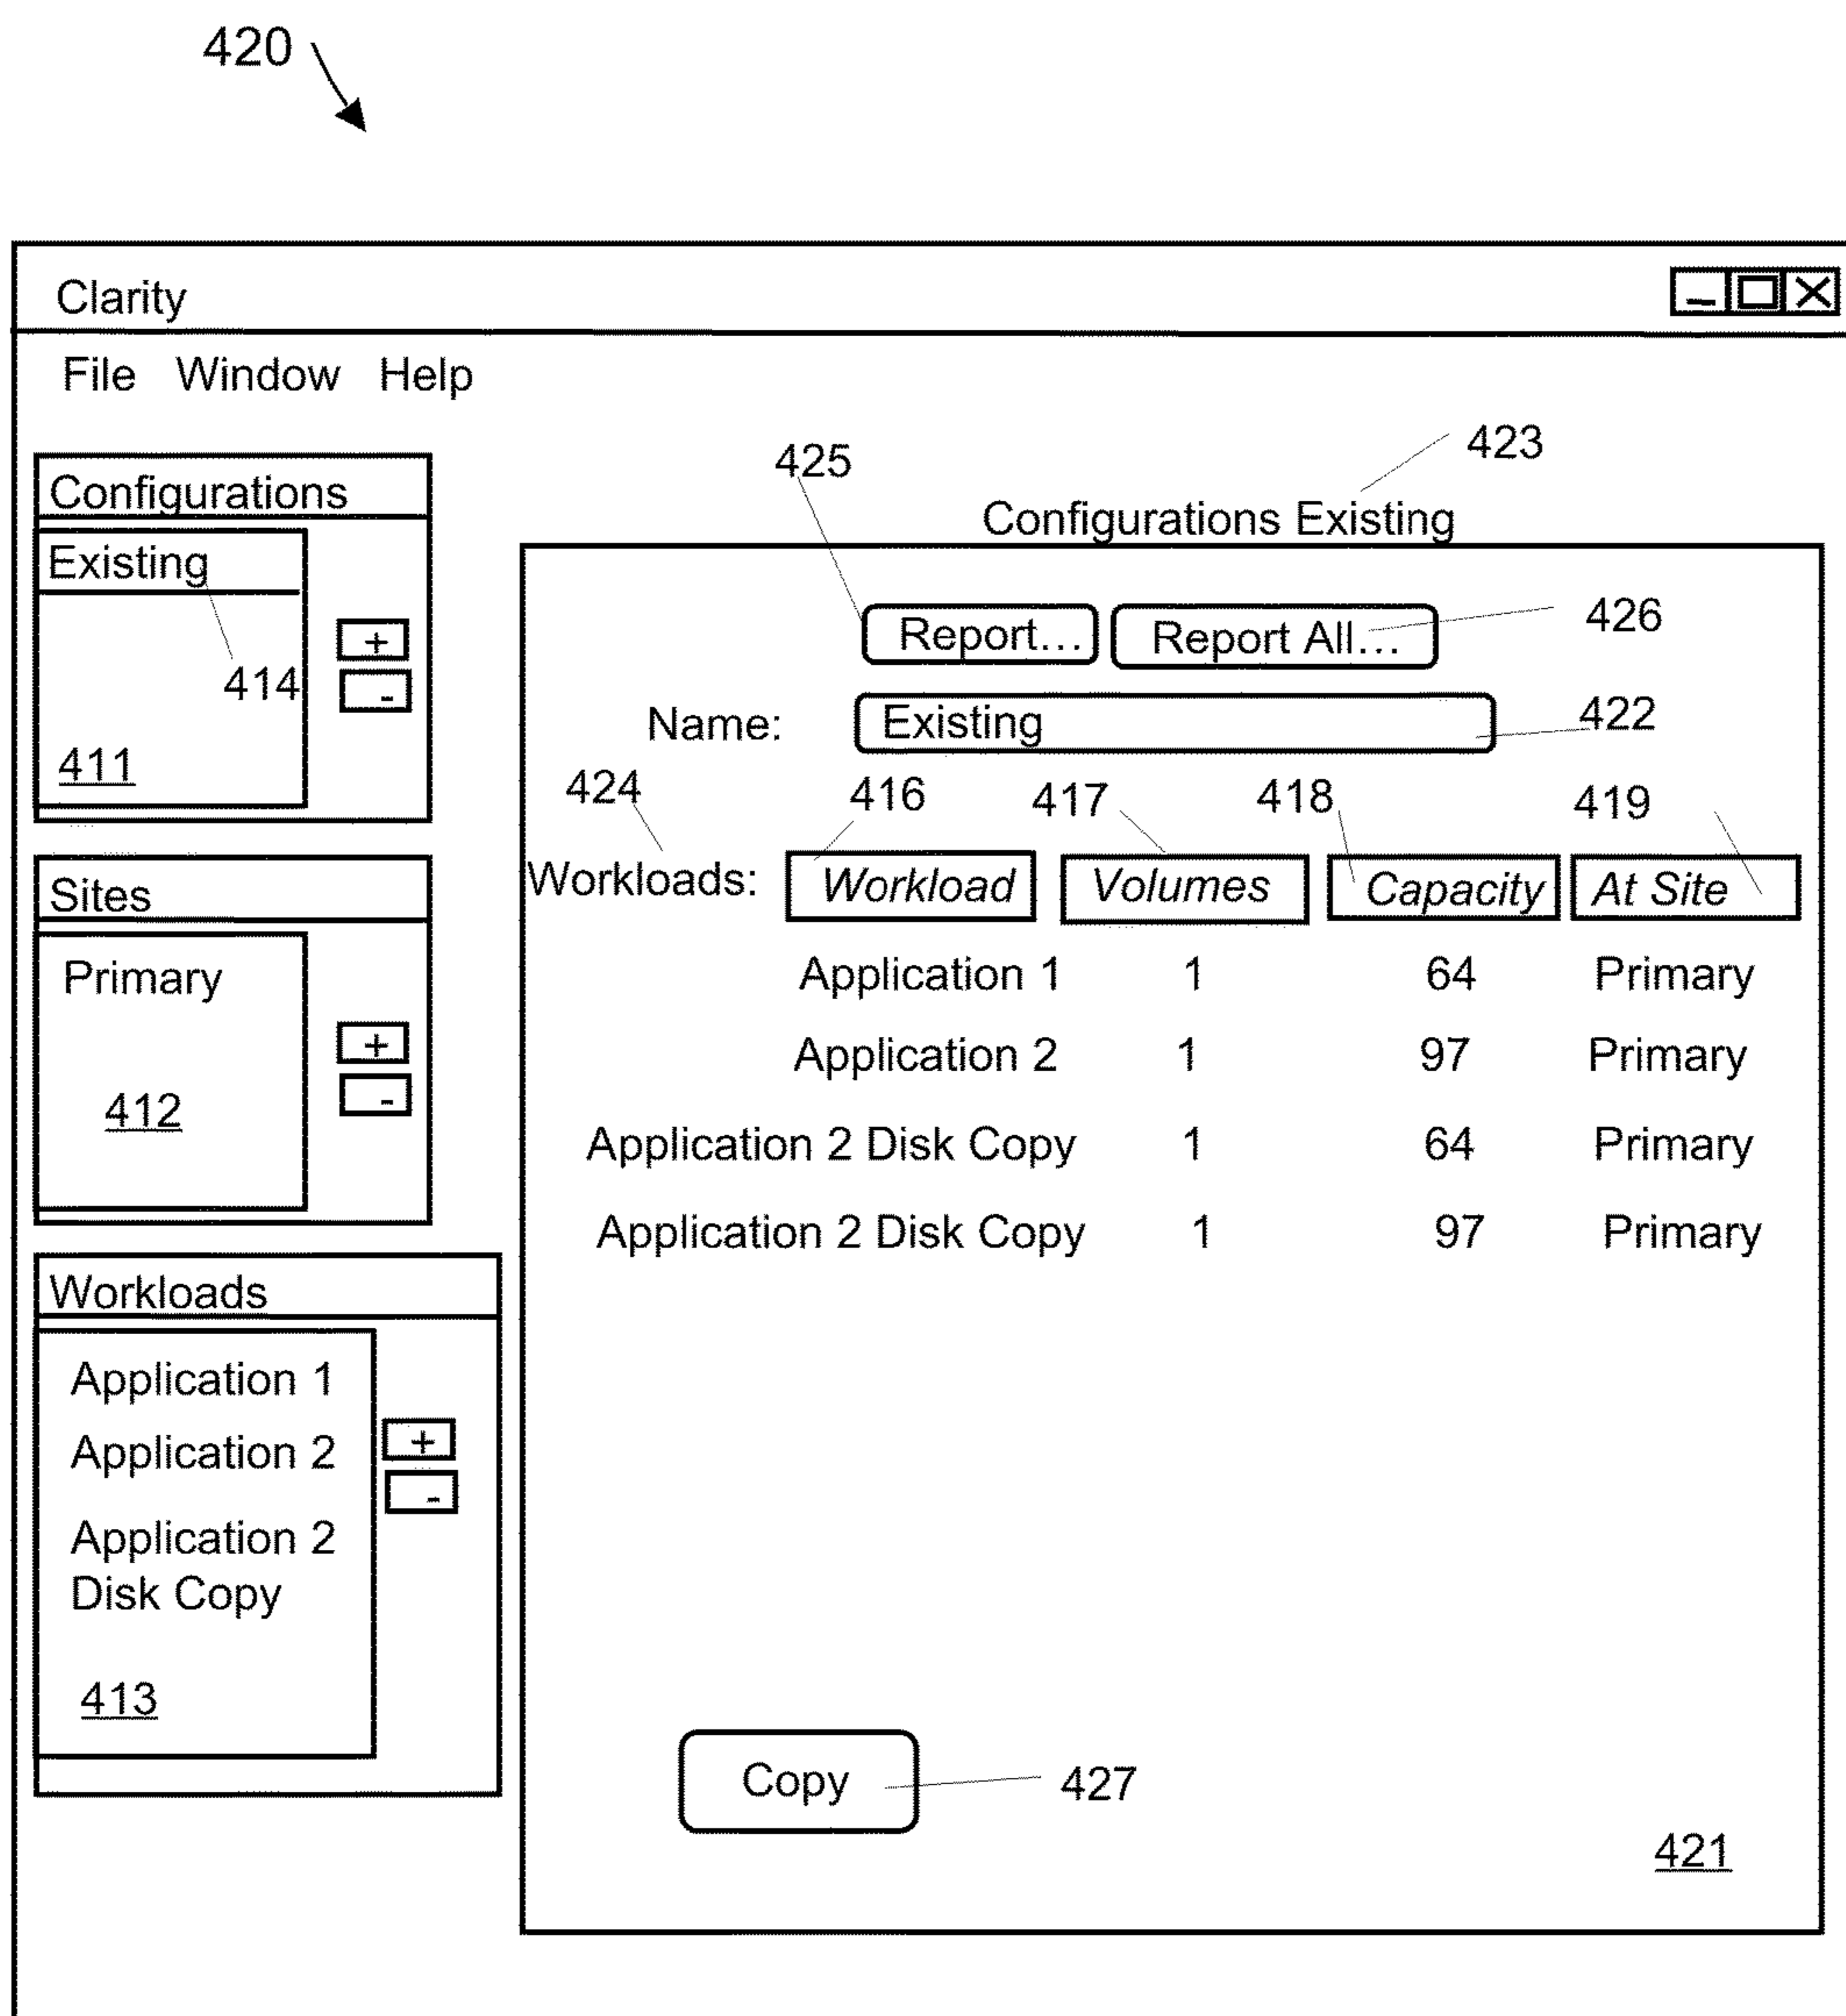 420
Clarity
File Window Help
Configurations
Existing
414
411
+
-
Sites
Primary
412
+
-
Workloads
Application 1
Application 2
Application 2
Disk Copy
413
+
-
425
423
Configurations Existing
Report... Report All... 426
Name: Existing 422
424 416 417 418 419
Workloads: Workload Volumes Capacity At Site
Application 1 1 64 Primary
Application 2 1 97 Primary
Application 2 Disk Copy 1 64 Primary
Application 2 Disk Copy 1 97 Primary
Copy 427
421